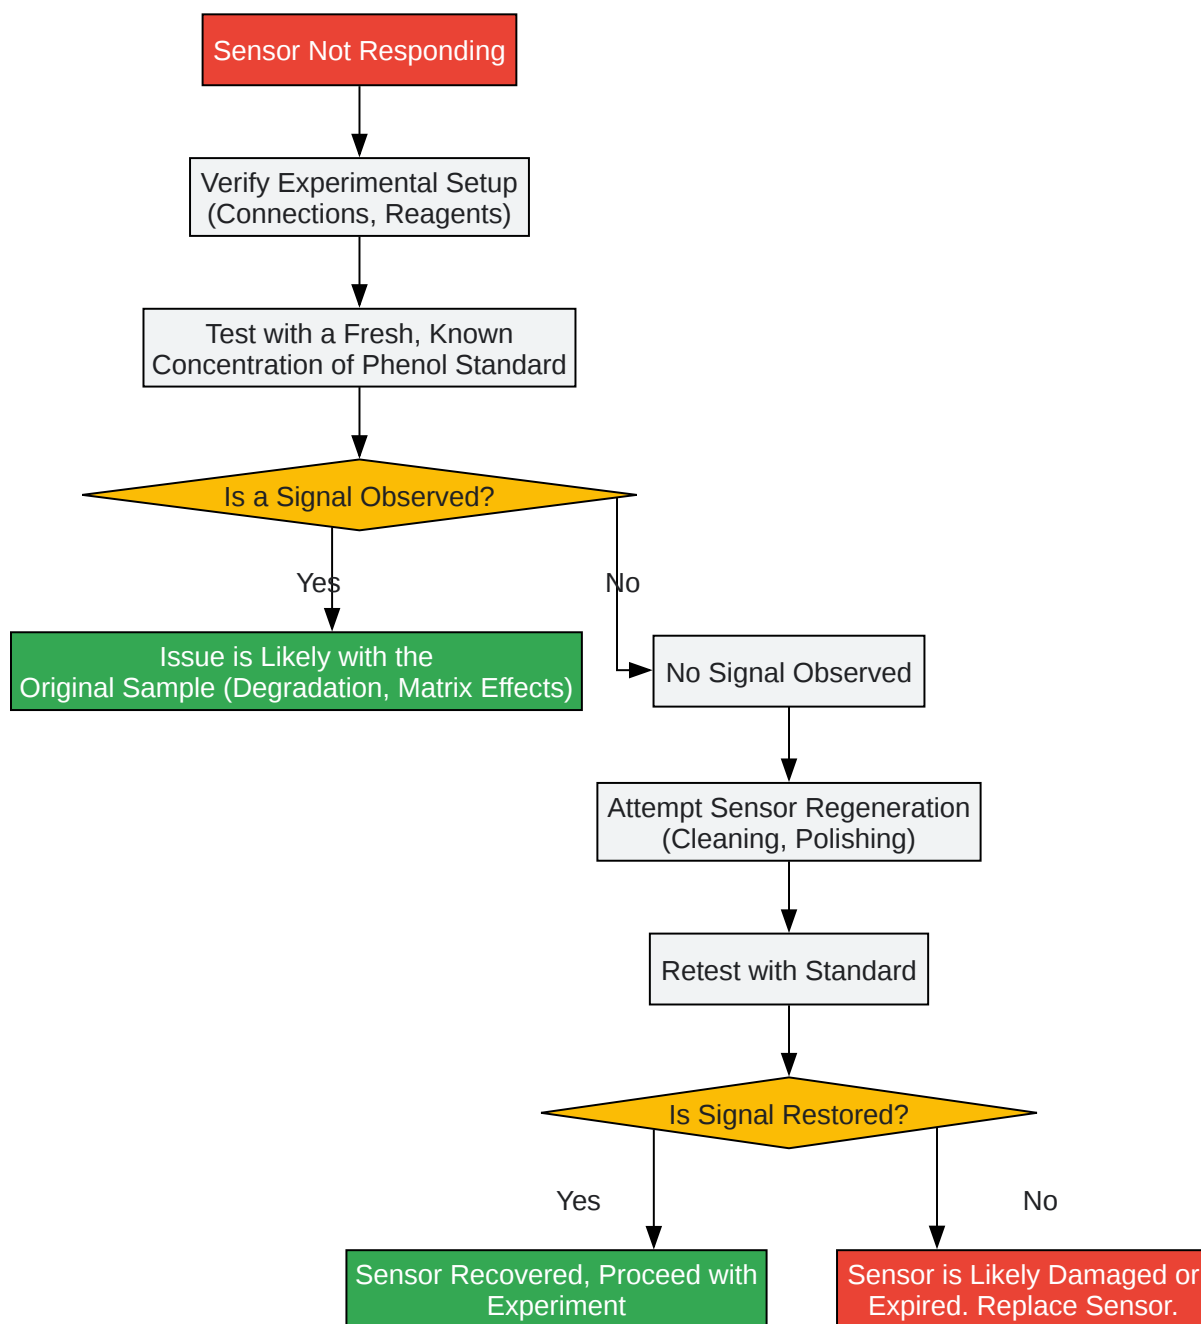 Sensor Not Responding
Verify Experimental Setup
(Connections, Reagents)
Test with a Fresh, Known
Concentration of Phenol Standard
Is a Signal Observed?
Yes
No
Issue is Likely with the
Original Sample (Degradation, Matrix Effects)
No Signal Observed
Attempt Sensor Regeneration
(Cleaning, Polishing)
Retest with Standard
Is Signal Restored?
Yes
No
Sensor Recovered, Proceed with
Experiment
Sensor is Likely Damaged or
Expired. Replace Sensor.